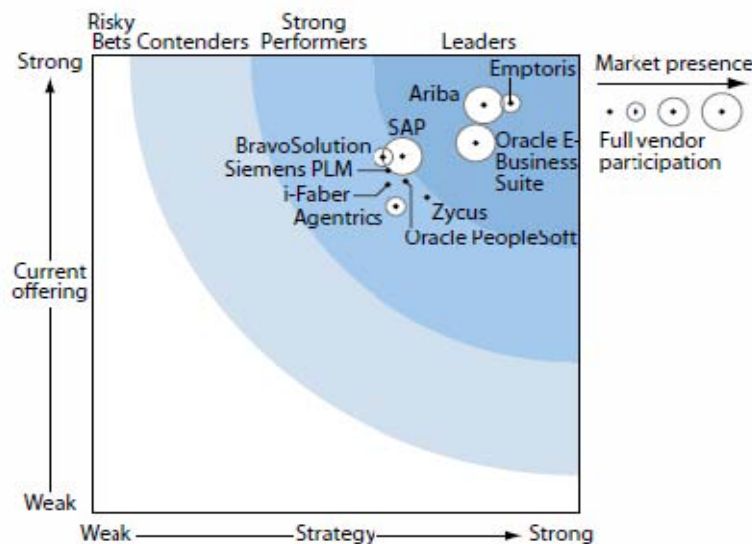 Risky
Bets
Contenders
Strong
Performers
Leaders
Strong
Emptoris
Market presence
Ariba
SAP
BravoSolution
Oracle E-
Business
Suite
Full vendor
participation
Siemens PLM
i-Faber
Agentrics
Zycus
Oracle PeopleSoft
Current
offering
Weak
Weak
Strategy
Strong